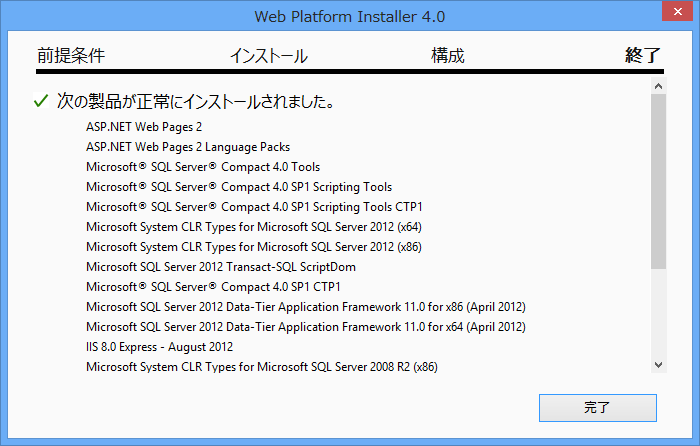 Web Platform Installer 4.0
前提条件 インストール 構成 終了
次の製品が正常にインストールされました。
ASP.NET Web Pages 2
ASP.NET Web Pages 2 Language Packs
Microsoft® SQL Server® Compact 4.0 Tools
Microsoft® SQL Server® Compact 4.0 SP1 Scripting Tools
Microsoft® SQL Server® Compact 4.0 SP1 Scripting Tools CTP1
Microsoft System CLR Types for Microsoft SQL Server 2012 (x64)
Microsoft System CLR Types for Microsoft SQL Server 2012 (x86)
Microsoft SQL Server 2012 Transact-SQL ScriptDom
Microsoft® SQL Server® Compact 4.0 SP1 CTP1
Microsoft SQL Server 2012 Data-Tier Application Framework 11.0 for x86 (April 2012)
Microsoft SQL Server 2012 Data-Tier Application Framework 11.0 for x64 (April 2012)
IIS 8.0 Express - August 2012
Microsoft System CLR Types for Microsoft SQL Server 2008 R2 (x86)
完了